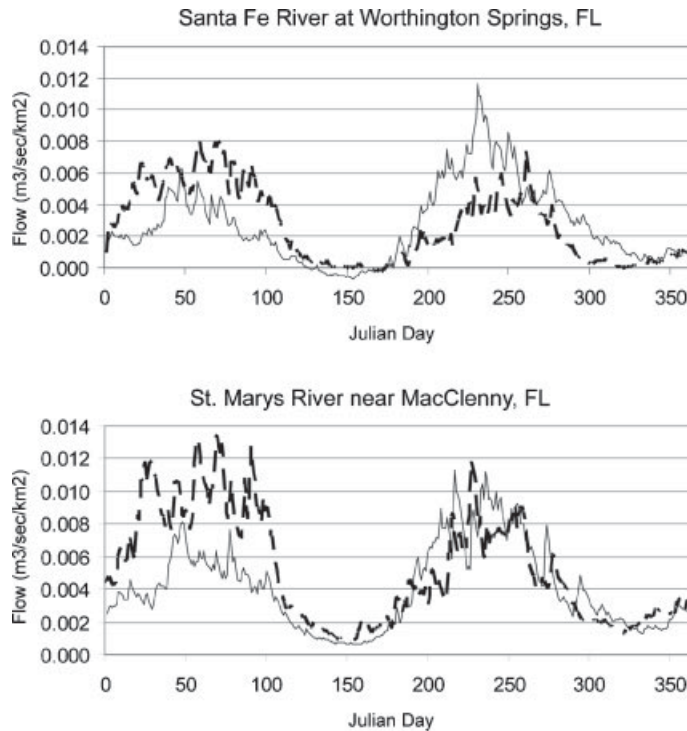 Santa Fe River at Worthington Springs, FL
0.014
0.012
0.010
0.008
0.006
0.004
0.002
0.000
Flow (m3/sec/km2)
0 50 100 150 200 250 300 350
Julian Day
St. Marys River near MacClenny, FL
0.014
0.012
0.010
0.008
0.006
0.004
0.002
0.000
Flow (m3/sec/km2)
0 50 100 150 200 250 300 350
Julian Day